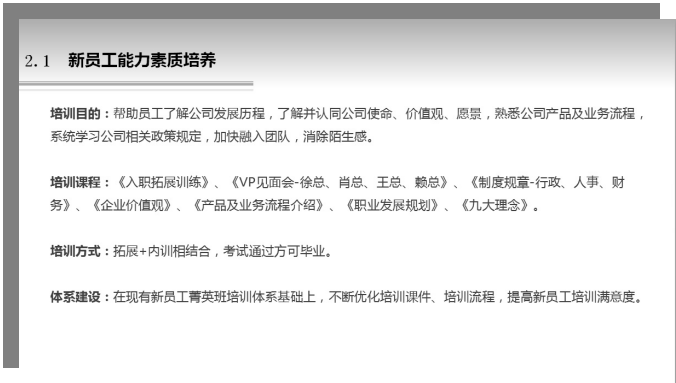 2.1 新员工能力素质培养
培训目的：帮助员工了解公司发展历程，了解并认同公司使命、价值观、愿景，熟悉公司产品及业务流程，
系统学习公司相关政策规定，加快融入团队，消除陌生感。
培训课程：《入职拓展训练》、《VP见面会-徐总、肖总、王总、赖总》、《制度规章-行政、人事、财
务》、《企业价值观》、《产品及业务流程介绍》、《职业发展规划》、《九大理念》。
培训方式：拓展+内训相结合，考试通过方可毕业。
体系建设：在现有新员工菁英班培训体系基础上，不断优化培训课件、培训流程，提高新员工培训满意度。